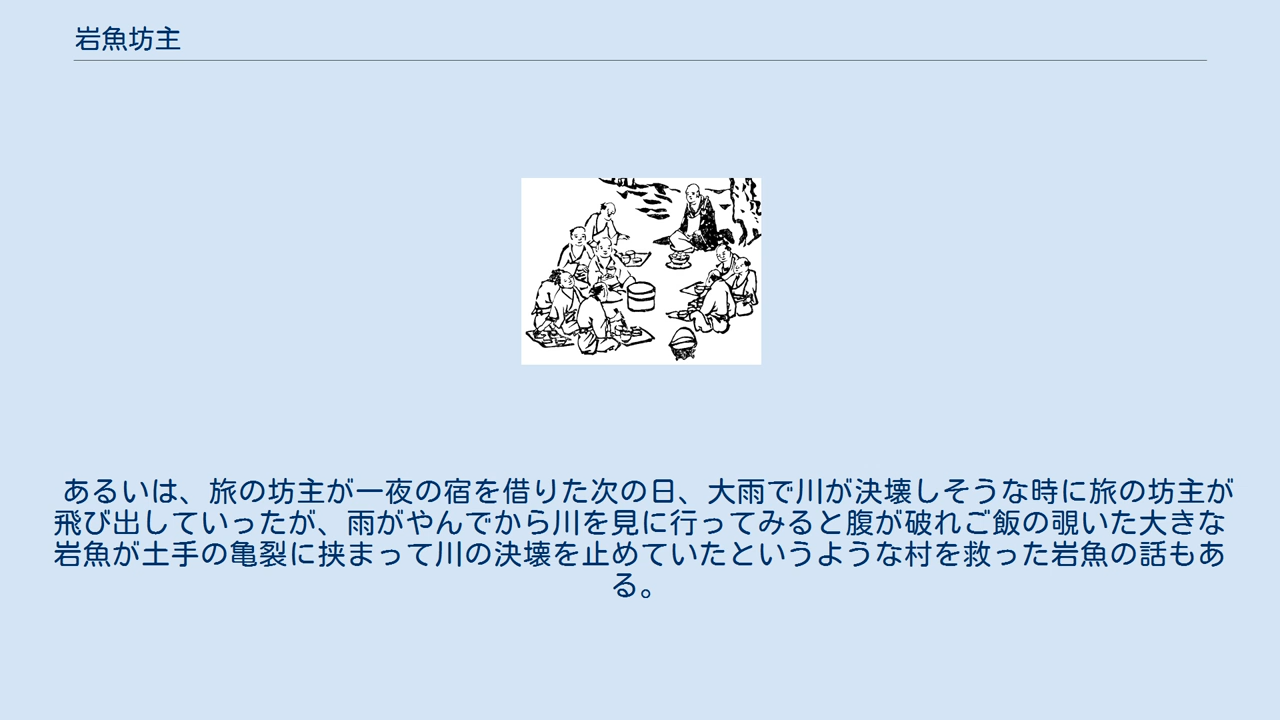 岩魚坊主
あるいは、旅の坊主が一夜の宿を借りた次の日、大雨で川が決壊しそうな時に旅の坊主が
飛び出していったが、雨がやんでから川を見に行ってみると腹が破れご飯の覗いた大きな
岩魚が土手の亀裂に挟まって川の決壊を止めていたというような村を救った岩魚の話もあ
る。